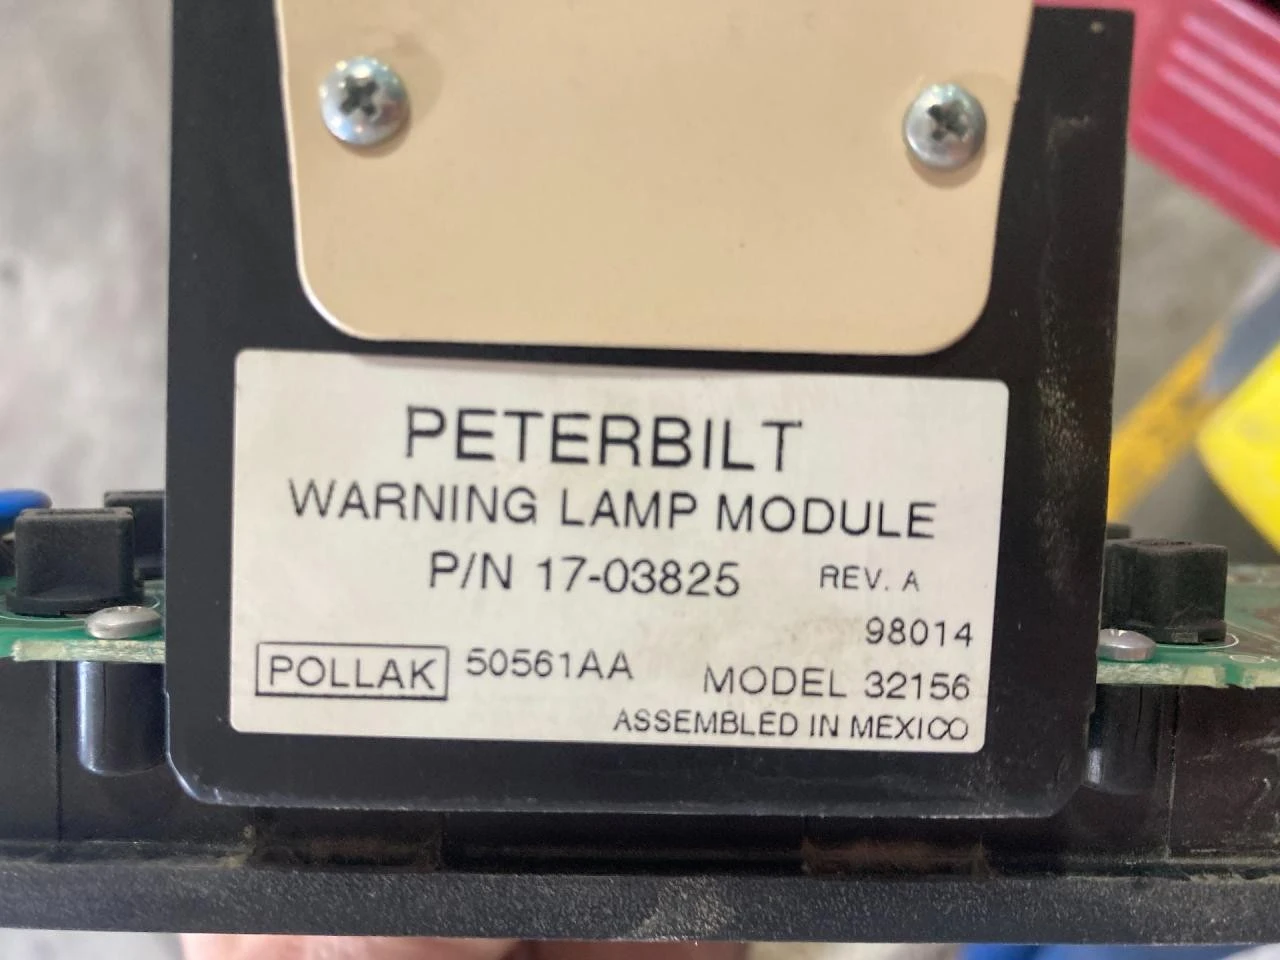 PETERBILT
WARNING LAMP MODULE
P/N 17-03825 REV. A
98014
POLLAK 50561AA MODEL 32156
ASSEMBLED IN MEXICO